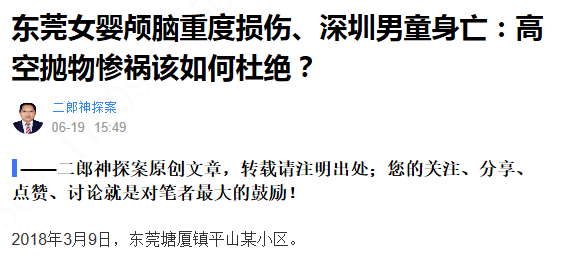 东莞女婴颅脑重度损伤、深圳男童身亡：高
空抛物惨祸该如何杜绝？
二郎神探案
06-19 15:49
——二郎神探案原创文章，转载请注明出处；您的关注、分享、
点赞、讨论就是对笔者最大的鼓励！
2018年3月9日，东莞塘厦镇平山某小区。